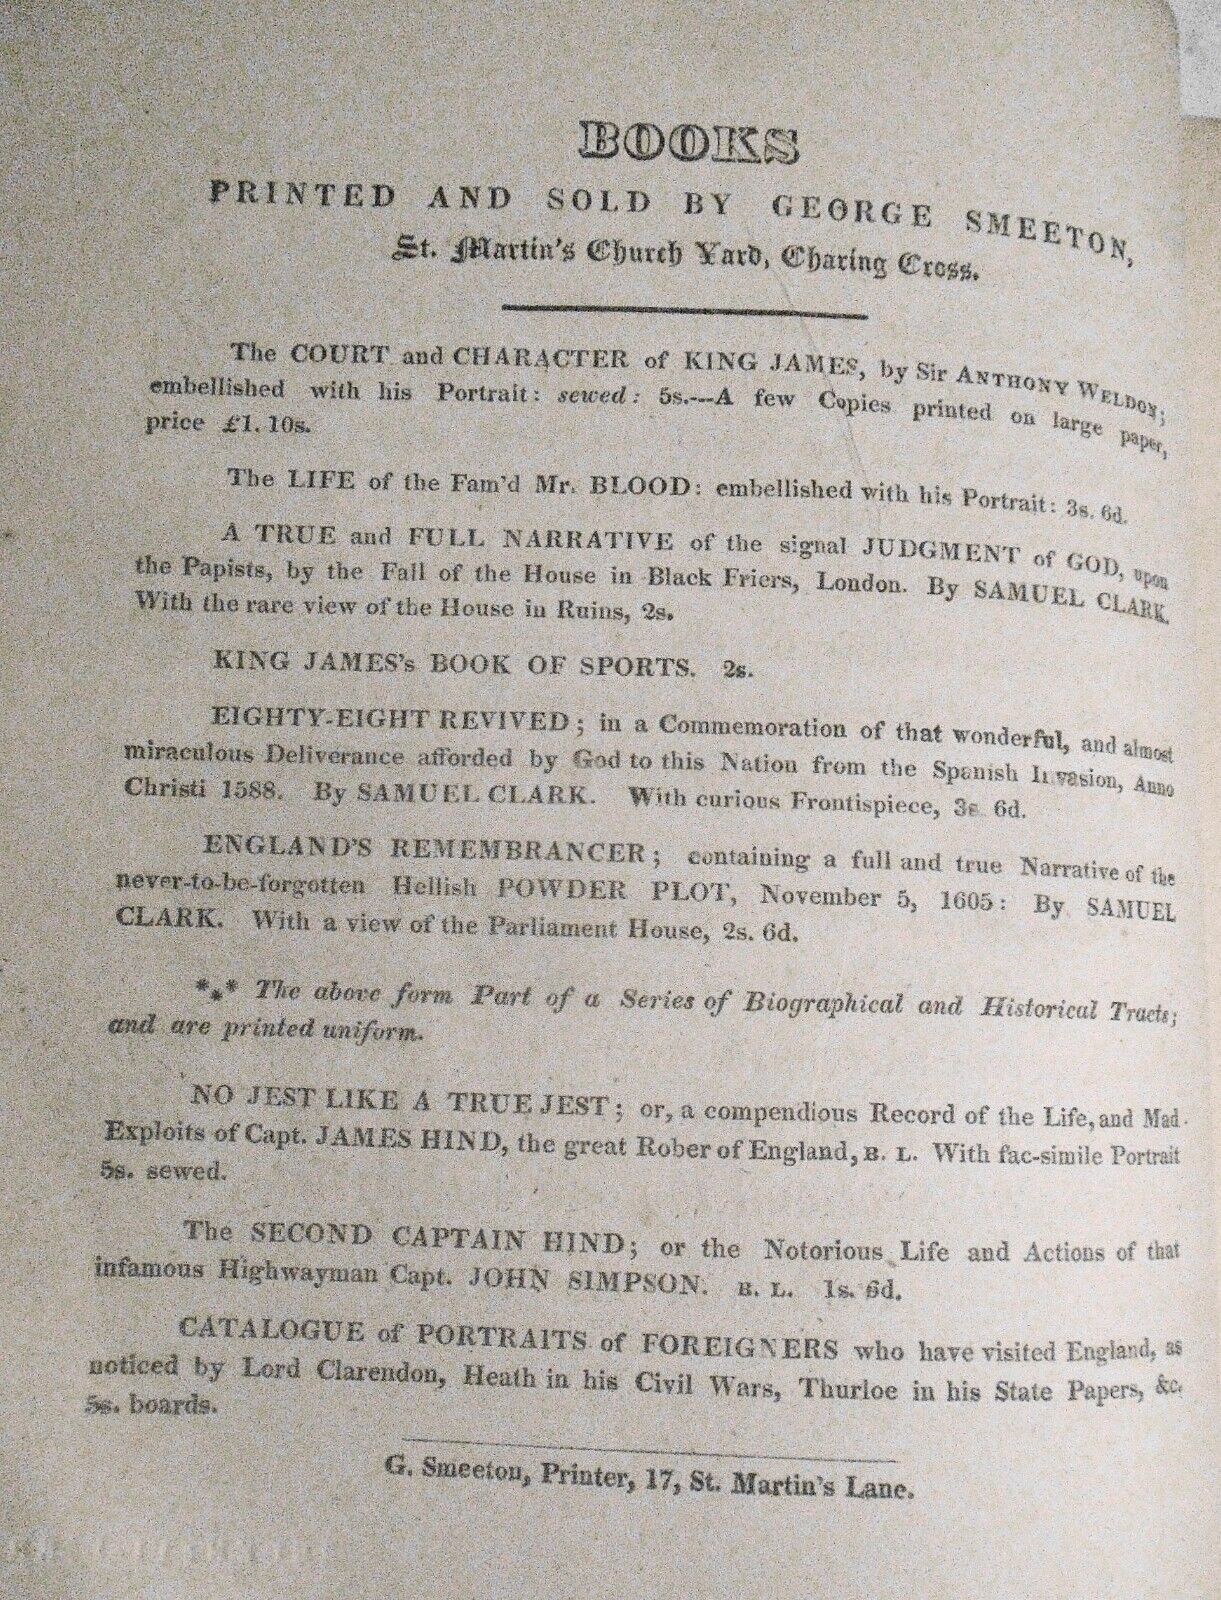 BOOKS
PRINTED AND SOLD BY GEORGE SMEETON,
St. Martin's Church Yard, Charing Cross.
The COURT and CHARACTER of KING JAMES, by Sir ANTHONY WELDON;
embellished with his Portrait: sewed: 5s.---A few Copies printed on large paper,
price £1. 10s.
The LIFE of the Fam'd Mr. BLOOD: embellished with his Portrait: 3s. 6d.
A TRUE and FULL NARRATIVE of the signal JUDGMENT of GOD, upon
the Papists, by the Fall of the House in Black Friers, London. By SAMUEL CLARK.
With the rare view of the House in Ruins, 2s.
KING JAMES's BOOK OF SPORTS. 2s.
EIGHTY-EIGHT REVIVED; in a Commemoration of that wonderful, and almost
miraculous Deliverance afforded by God to this Nation from the Spanish Invasion, Anno
Christi 1588. By SAMUEL CLARK. With curious Frontispiece, 3s 6d.
ENGLAND'S REMEMBRANCER; containing a full and true Narrative of the
never-to-be-forgotten Hellish POWDER PLOT, November 5, 1605: By SAMUEL
CLARK. With a view of the Parliament House, 2s. 6d.
*** The above form Part of a Series of Biographical and Historical Tracts;
and are printed uniform.
NO JEST LIKE A TRUE JEST; or, a compendious Record of the Life, and Mad
Exploits of Capt. JAMES HIND, the great Rober of England, B. L. With fac-simile Portrait
5s. sewed.
The SECOND CAPTAIN HIND; or the Notorious Life and Actions of that
infamous Highwayman Capt. JOHN SIMPSON. B. L. 1s. 6d.
CATALOGUE of PORTRAITS of FOREIGNERS who have visited England, as
noticed by Lord Clarendon, Heath in his Civil Wars, Thurloe in his State Papers, &c.
5s. boards.
G. Smeeton, Printer, 17, St. Martin's Lane.